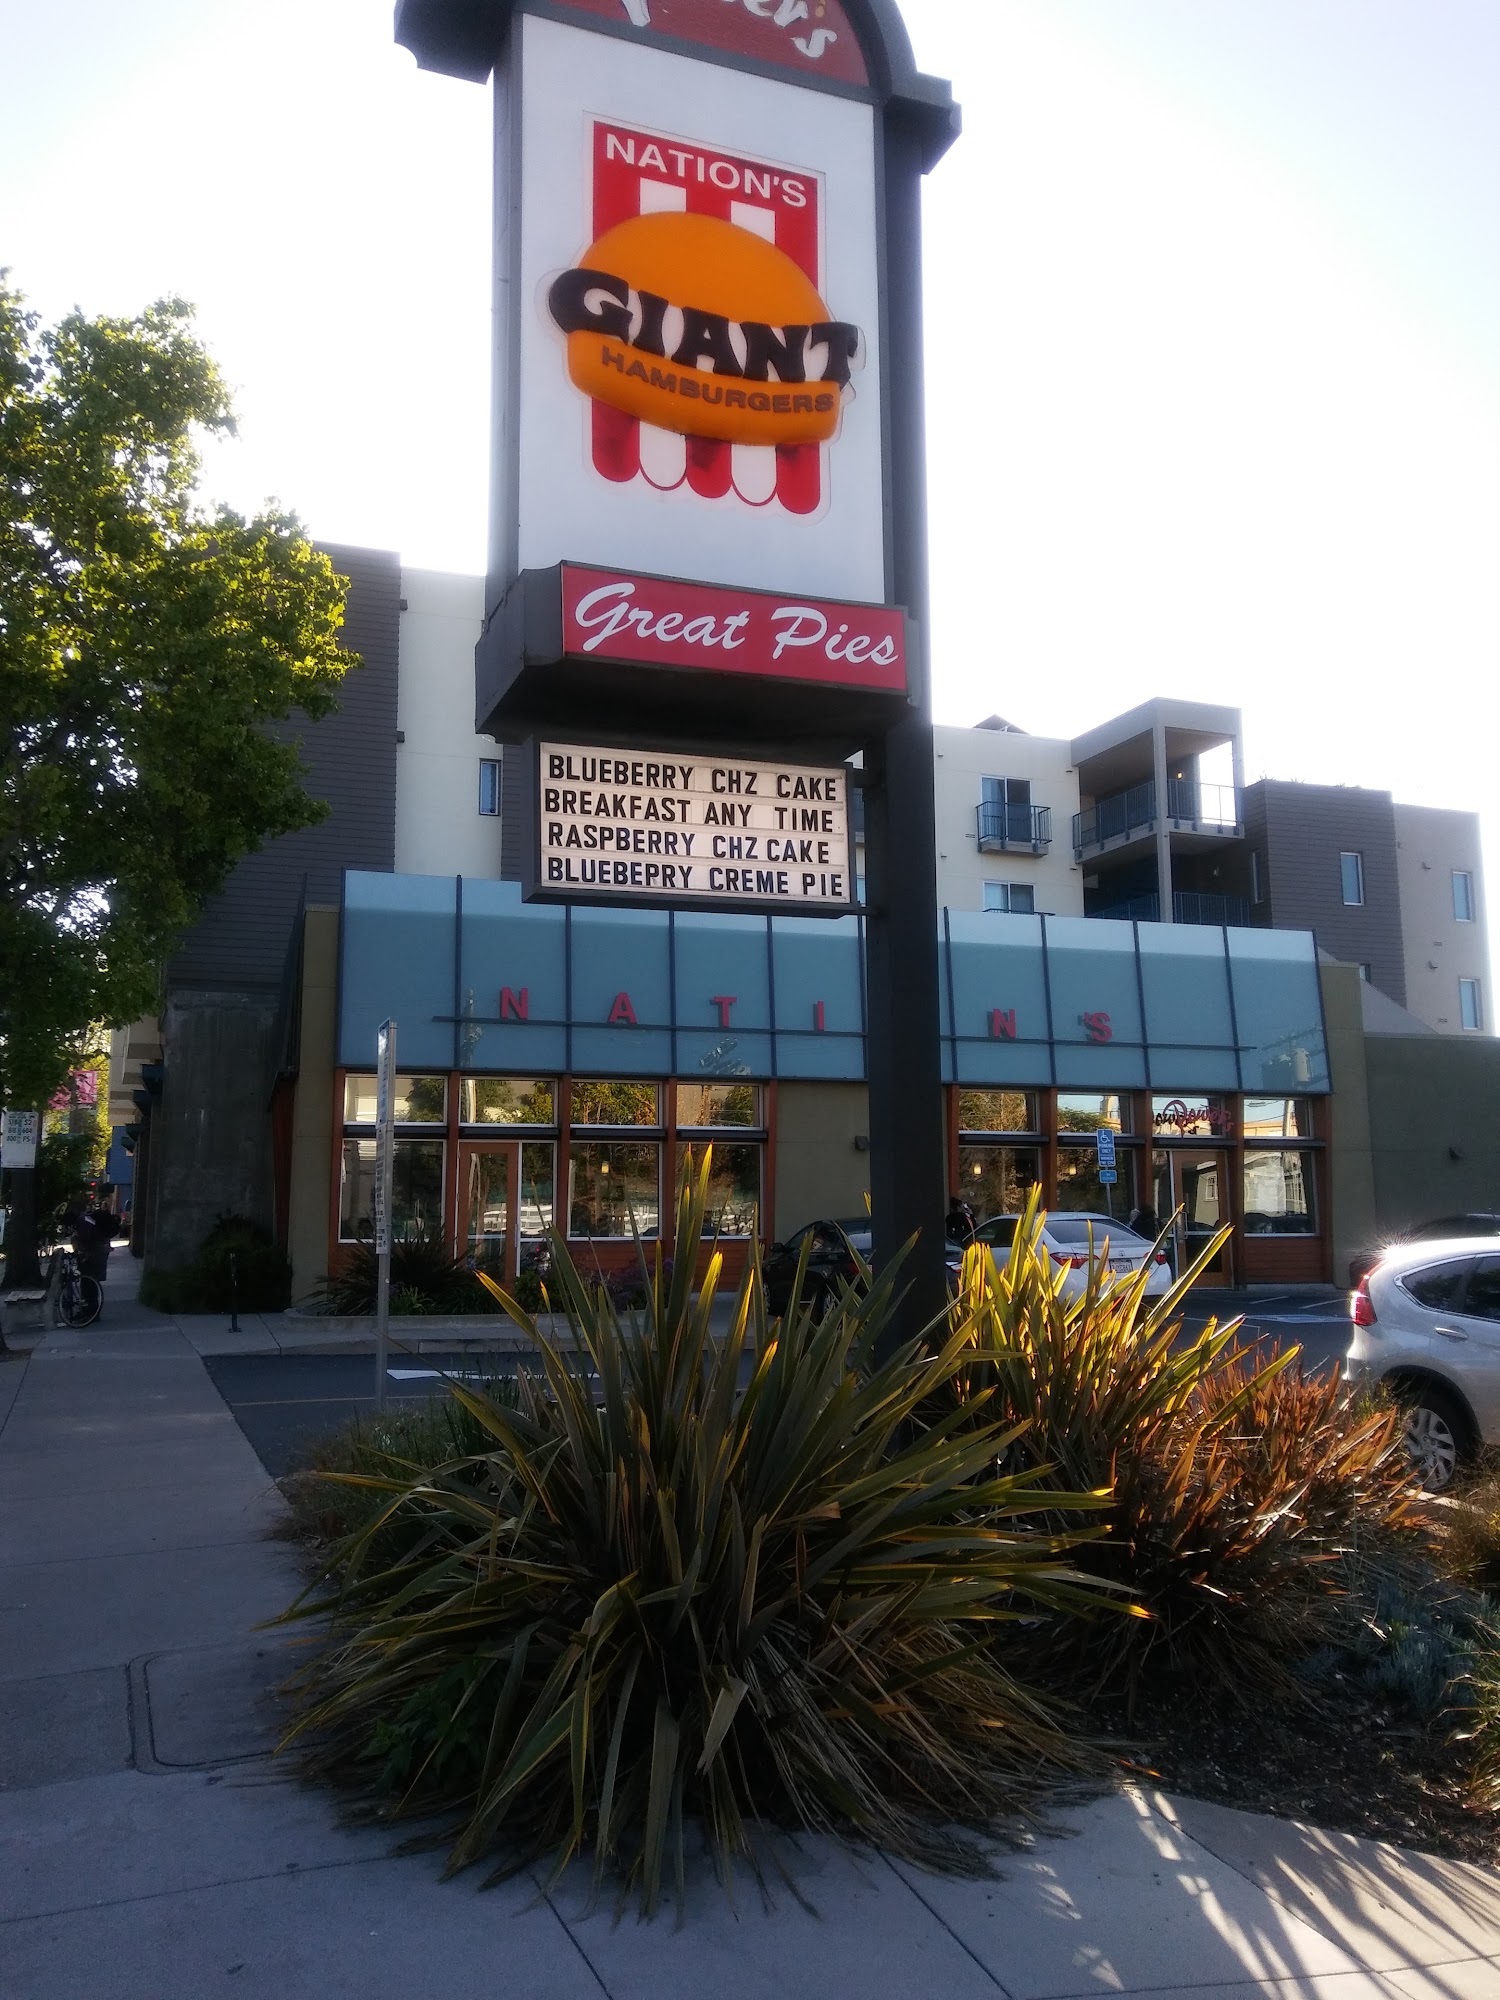 NATION'S
GIANT
HAMBURGERS
Great Pies
BLUEBERRY CHZ CAKE
BREAKFAST ANY TIME
RASPBERRY CHZ CAKE
BLUEBEPRY CREME PIE
N A T I N 'S